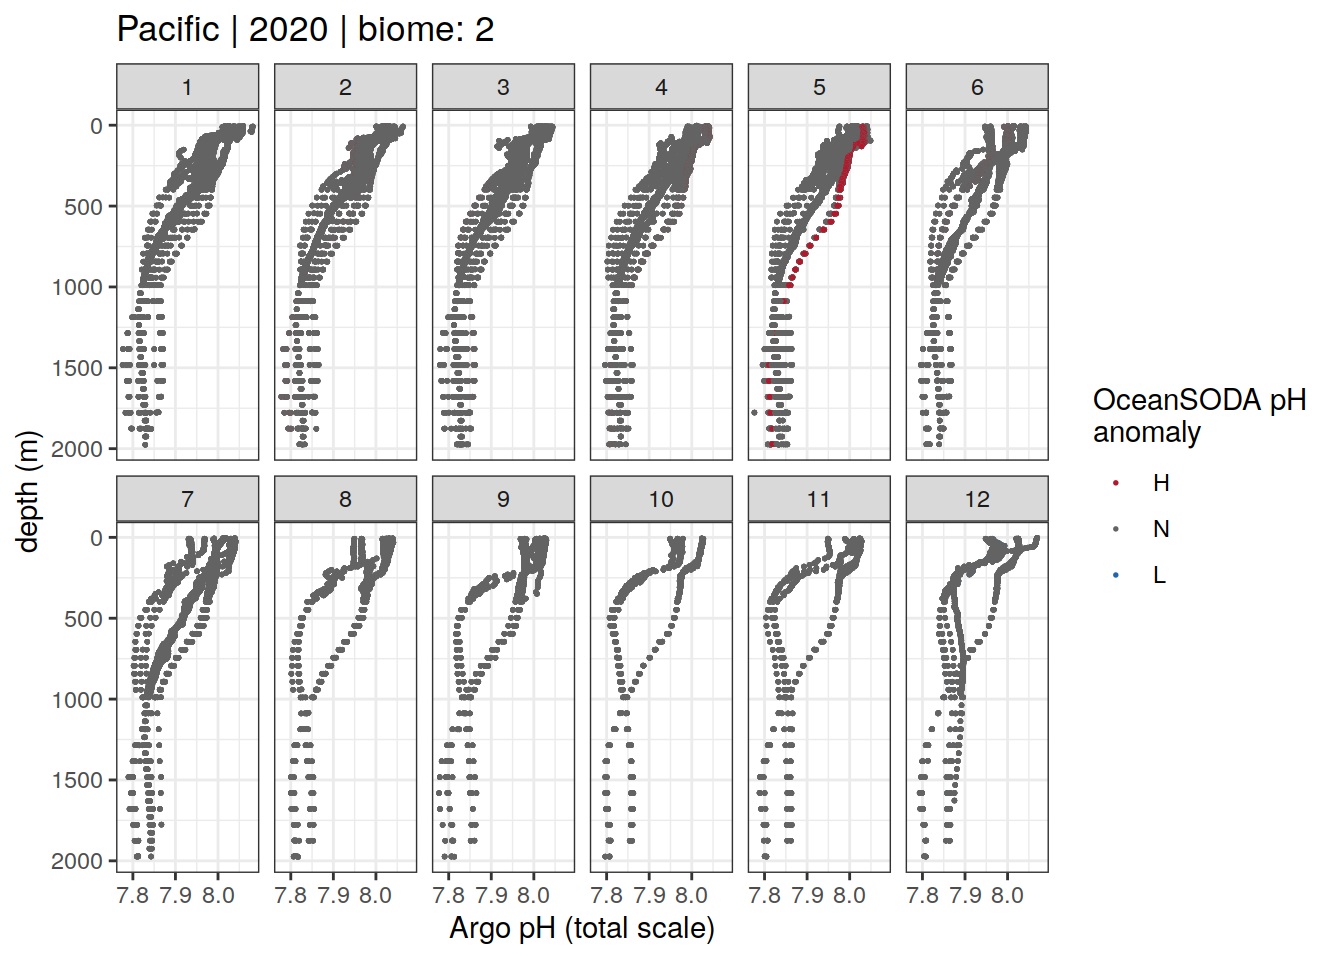 Pacific | 2020 | biome: 2
1 2 3 4 5 6
0
500
1000
1500
2000
7 8 9 10 11 12
0
500
1000
1500
2000
7.8 7.9 8.0 7.8 7.9 8.0 7.8 7.9 8.0 7.8 7.9 8.0 7.8 7.9 8.0 7.8 7.9 8.0
Argo pH (total scale)
depth (m)
OceanSODA pH
anomaly
H
N
L